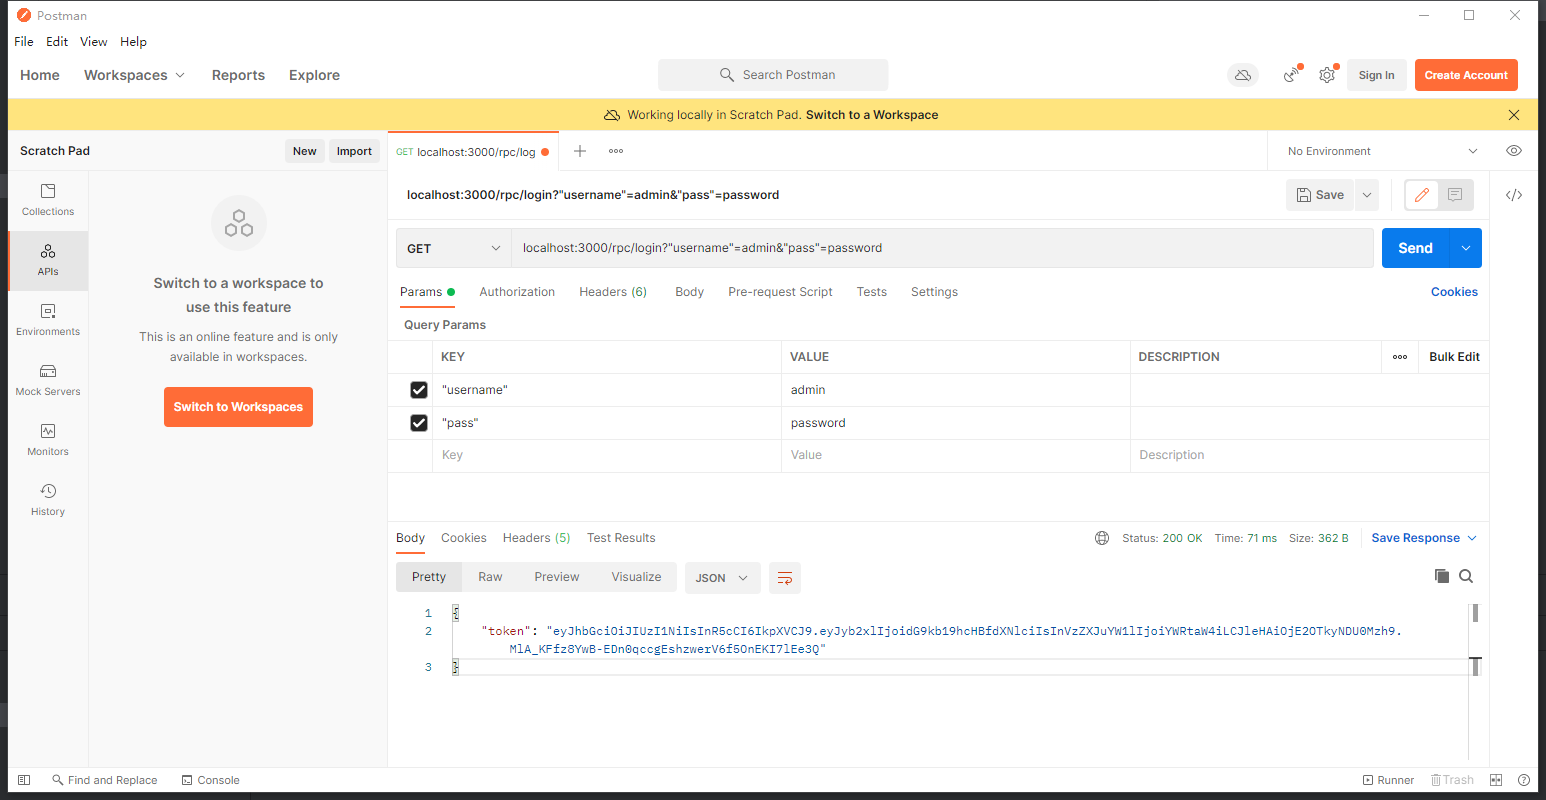 Postman
File Edit View Help
Home Workspaces Reports Explore
Search Postman
Sign In
Create Account
Working locally in Scratch Pad. Switch to a Workspace
Scratch Pad
New
Import
GET localhost:3000/rpc/log
No Environment
localhost:3000/rpc/login?"username"=admin&"pass"=password
Save
Collections
APIs
Environments
Mock Servers
Monitors
History
Switch to a workspace to
use this feature
This is an online feature and is only
available in workspaces.
Switch to Workspaces
GET
localhost:3000/rpc/login?"username"=admin&"pass"=password
Send
Params Authorization Headers (6) Body Pre-request Script Tests Settings
Cookies
Query Params
KEY VALUE DESCRIPTION
Bulk Edit
"username" admin
"pass" password
Key Value Description
Body Cookies Headers (5) Test Results
Status: 200 OK Time: 71 ms Size: 362 B
Save Response
Pretty Raw Preview Visualize
JSON
1 {
2 "token": "eyJhbGciOiJIUzI1NiIsInR5cCI6IkpXVCJ9.eyJyb2xlIjoidG9kb19hcHBfdXNlciIsInVzZXJuYW1lIjoiYWRtaW4iLCJleHAiOjE2OTkyNDU0Mzh9.
MlA_KFfz8YwB-EDn0qccgEshzwerV6f5OnEKI7lEe3Q"
3 }
Find and Replace
Console
Runner
Trash